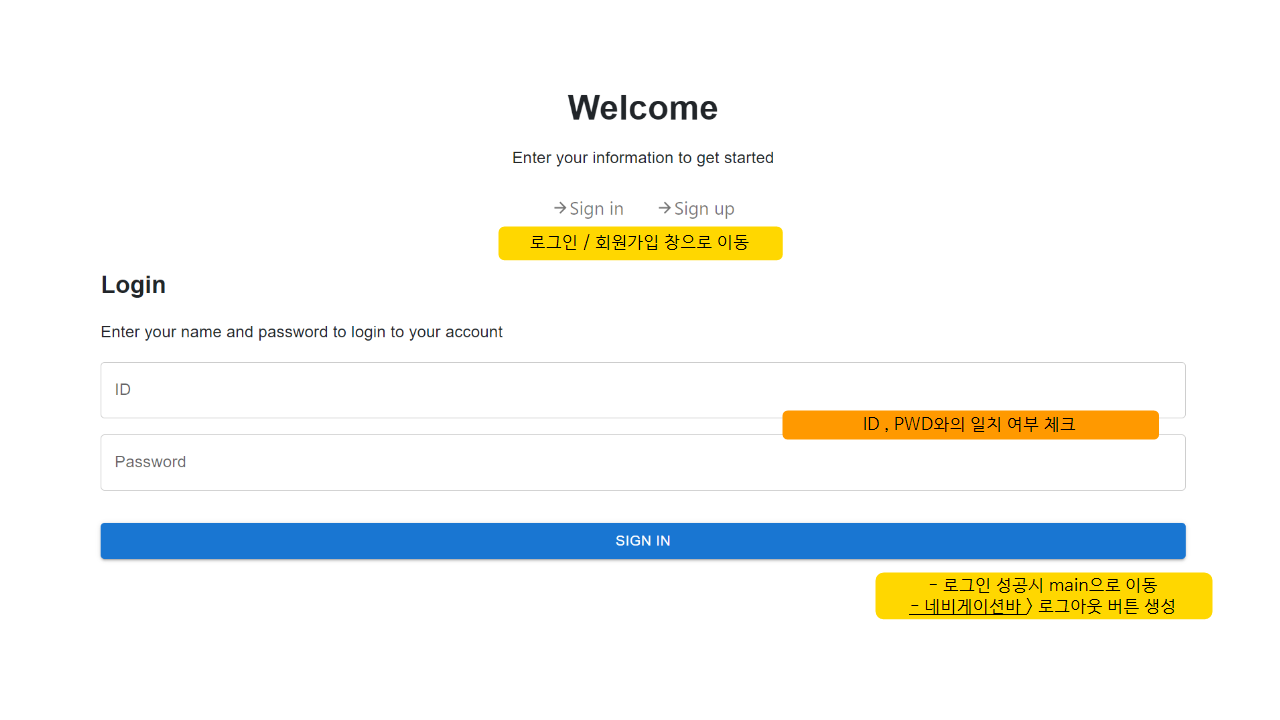 Welcome
Enter your information to get started
→Sign in →Sign up
로그인 / 회원가입 창으로 이동
Login
Enter your name and password to login to your account
ID
ID , PWD와의 일치 여부 체크
Password
SIGN IN
- 로그인 성공시 main으로 이동
- 네비게이션바 > 로그아웃 버튼 생성